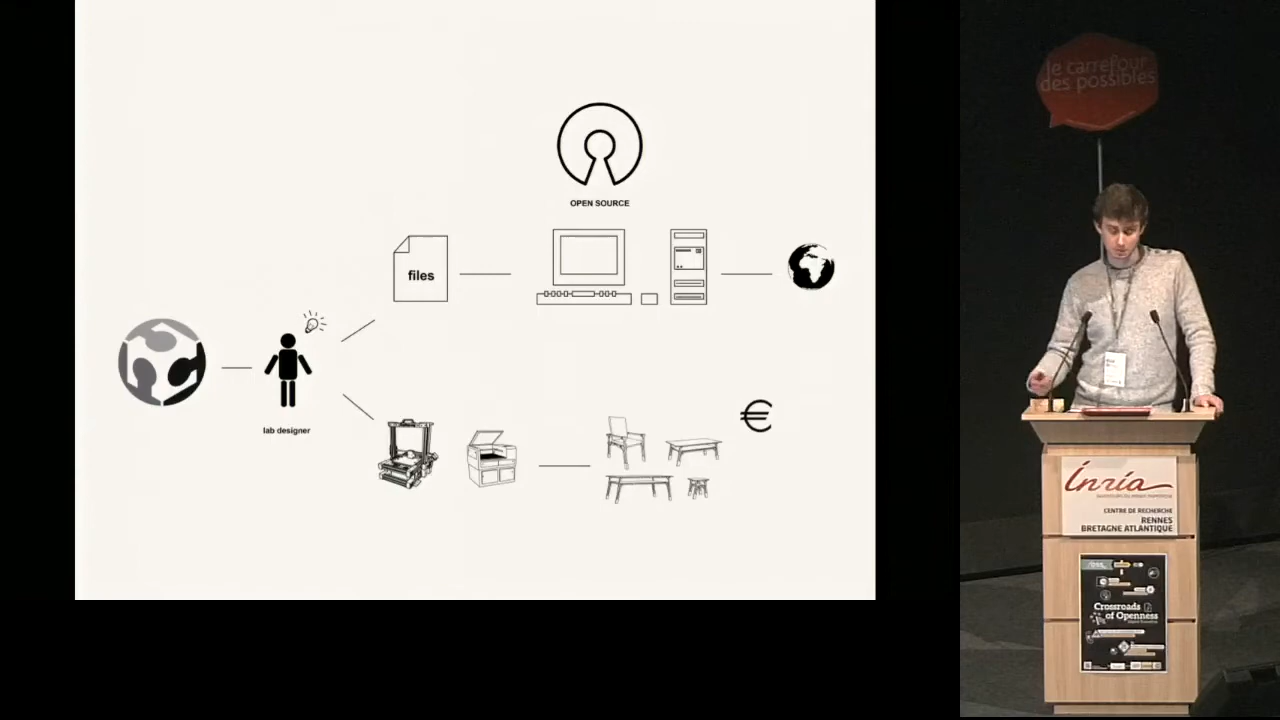 OPEN SOURCE
files
lab designer
€
le carrefour
des possibles
Inria
CENTRE DE RECHERCHE
RENNES
BRETAGNE ATLANTIQUE
Crossroads
of Openness